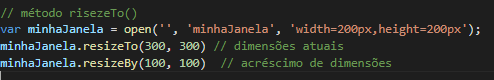 // método risezeTo()
var minhaJanela = open('', 'minhaJanela', 'width=200px,height=200px');
minhaJanela.resizeTo(300, 300) // dimensões atuais
minhaJanela.resizeBy(100, 100)  // acréscimo de dimensões